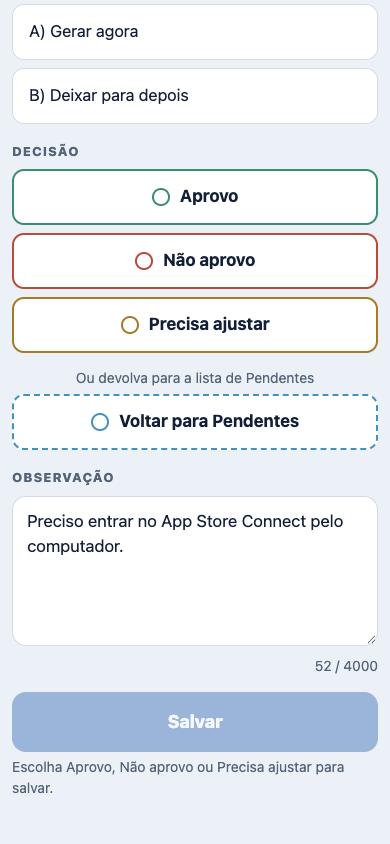 A) Gerar agora
B) Deixar para depois
DECISÃO
Aprovo
Não aprovo
Precisa ajustar
Ou devolva para a lista de Pendentes
Voltar para Pendentes
OBSERVAÇÃO
Preciso entrar no App Store Connect pelo
computador.
52 / 4000
Salvar
Escolha Aprovo, Não aprovo ou Precisa ajustar para
salvar.